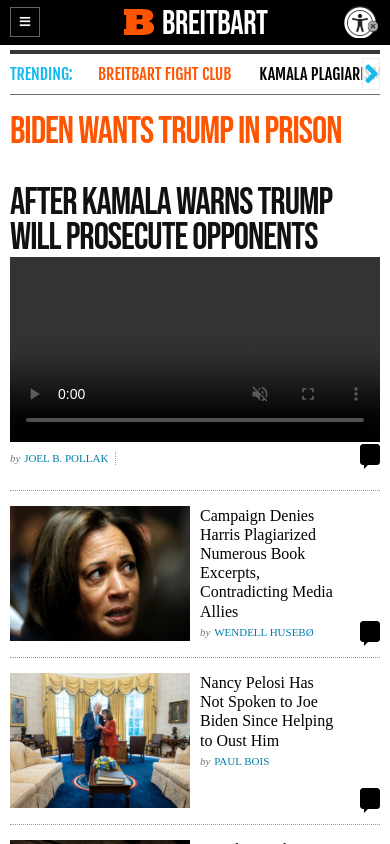 BREITBART
TRENDING:
BREITBART FIGHT CLUB
KAMALA
BIDEN WANTS TRUMP IN PRISON
AFTER KAMALA WARNS TRUMP
WILL PROSECUTE OPPONENTS
0:00
by JOEL B. POLLAK
Campaign Denies
Harris Plagiarized
Numerous Book
Excerpts,
Contradicting Media
Allies
by WENDELL HUSEBØ
Nancy Pelosi Has
Not Spoken to Joe
Biden Since Helping
to Oust Him
by PAUL BOIS